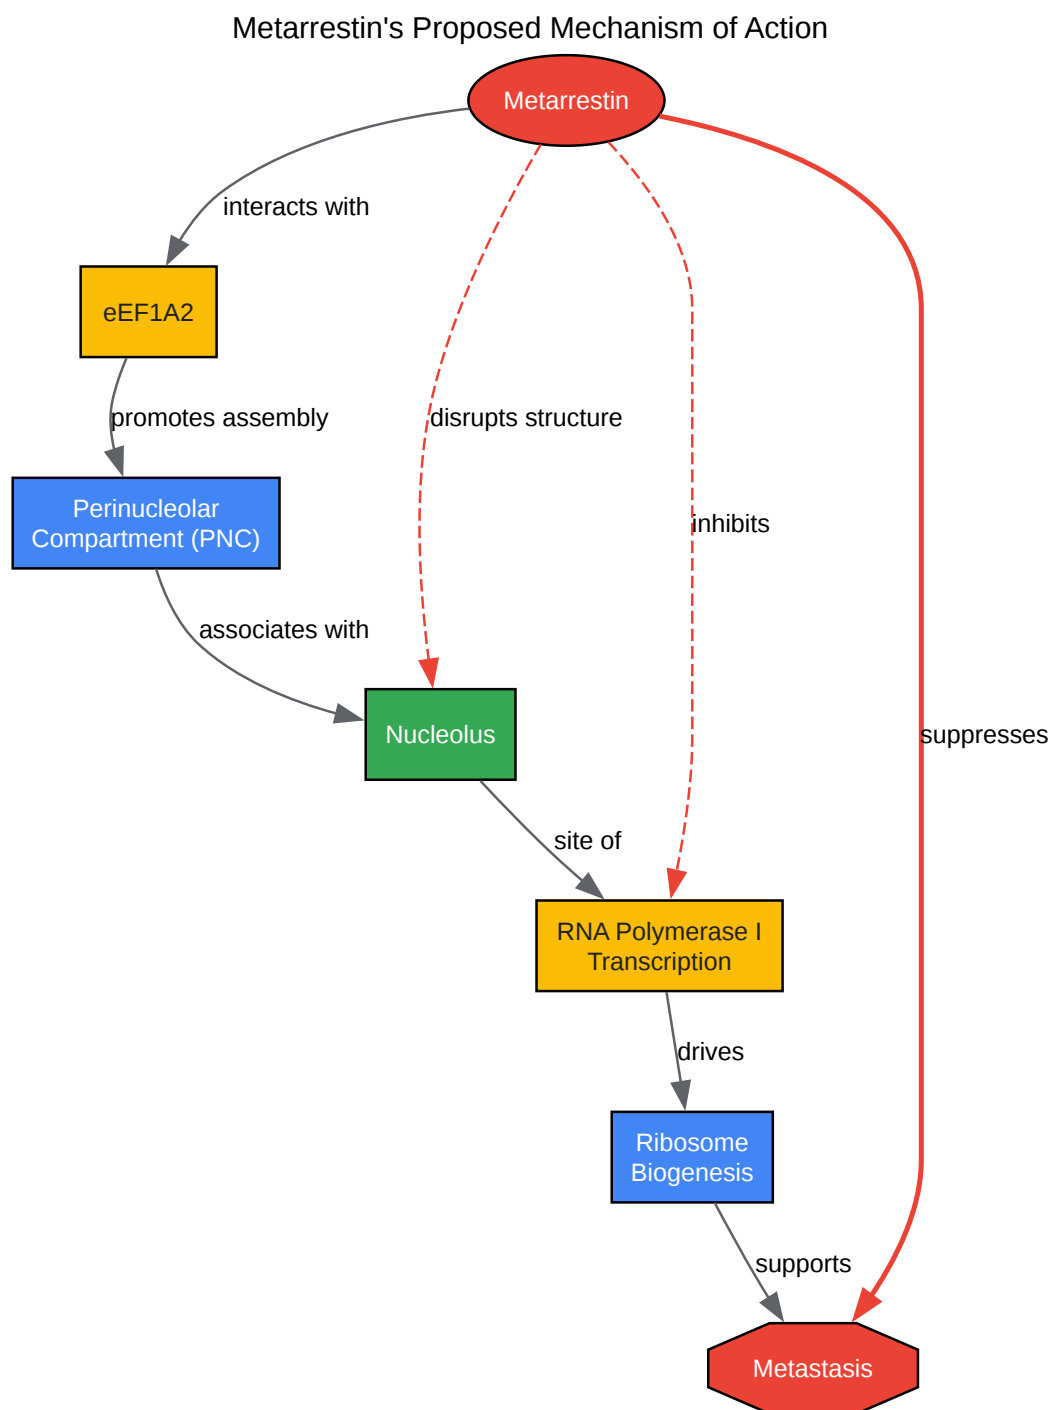 Metarrestin's Proposed Mechanism of Action
Metarrestin
interacts with
eEF1A2
promotes assembly
disrupts structure
Perinucleolar
Compartment (PNC)
inhibits
associates with
Nucleolus
suppresses
site of
RNA Polymerase I
Transcription
drives
Ribosome
Biogenesis
supports
Metastasis